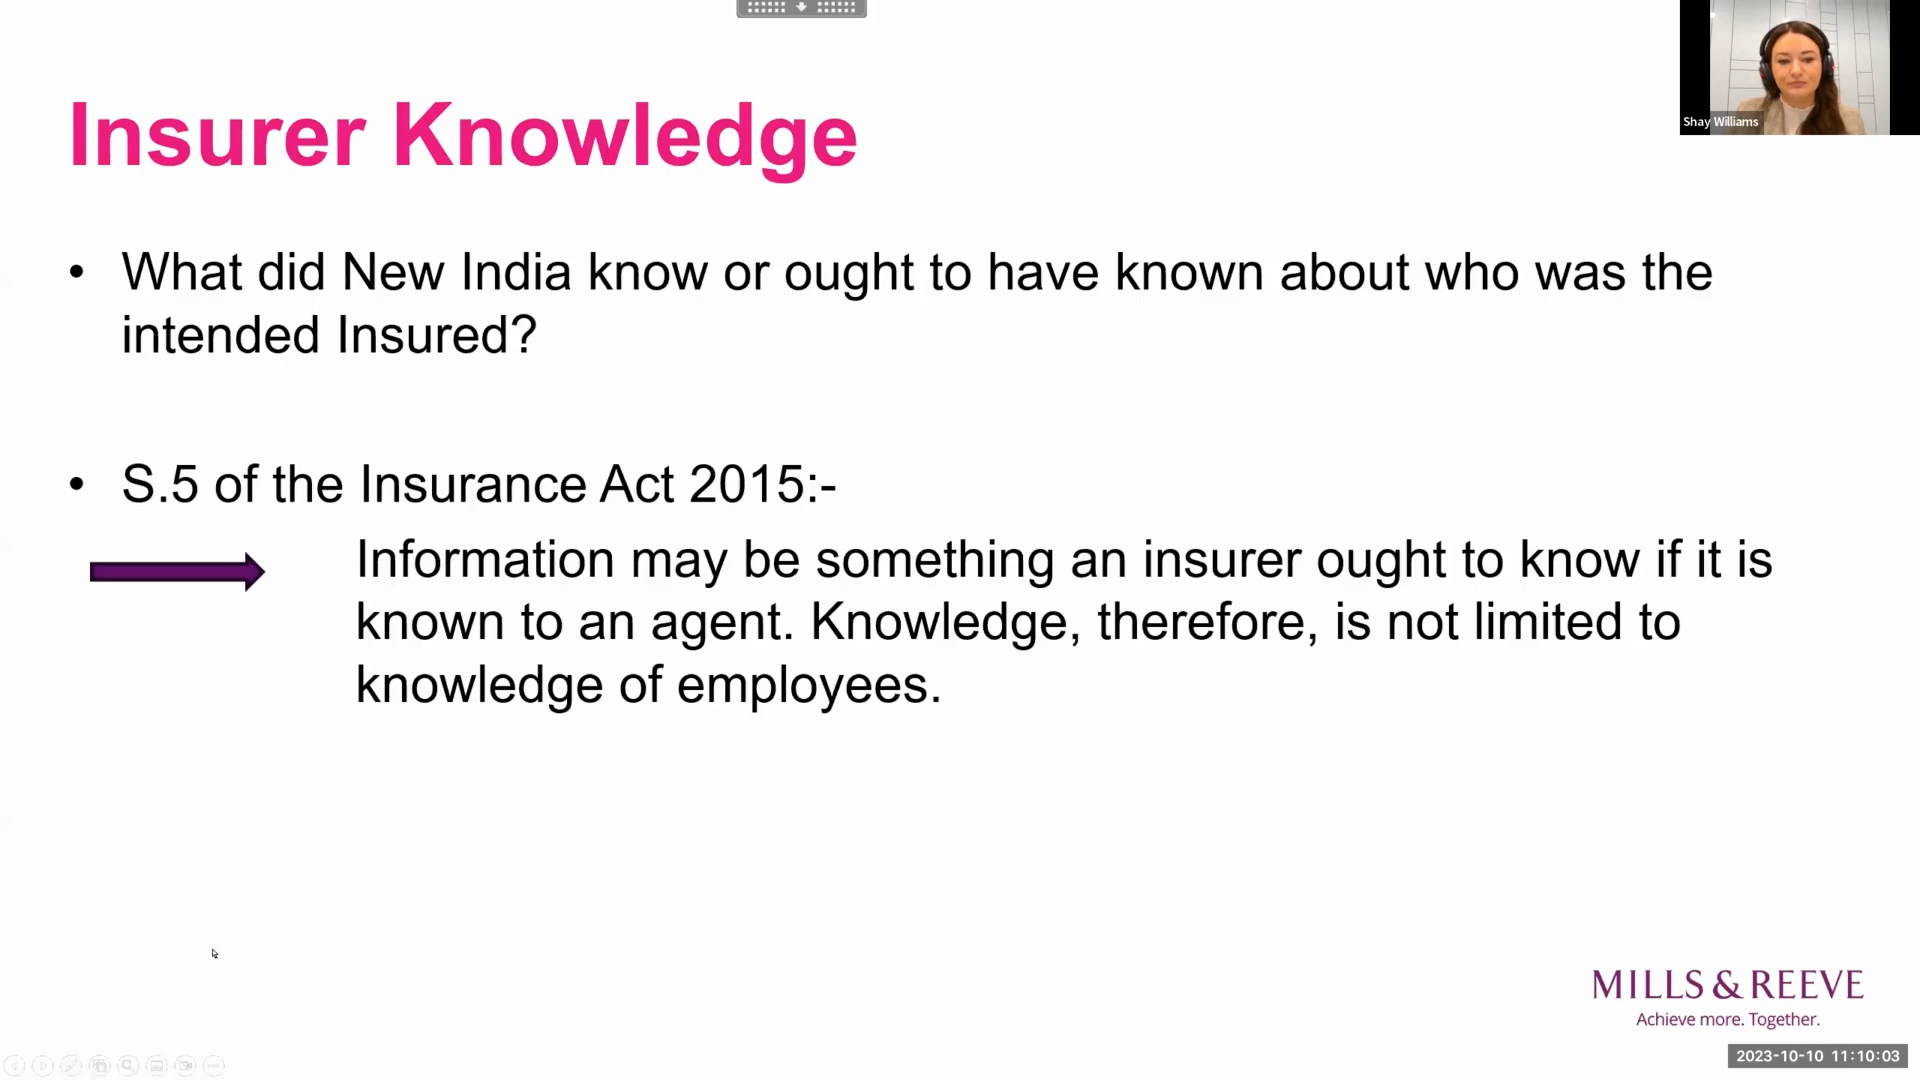 Shay Williams
Insurer Knowledge
• What did New India know or ought to have known about who was the
intended Insured?
• S.5 of the Insurance Act 2015:-
Information may be something an insurer ought to know if it is
known to an agent. Knowledge, therefore, is not limited to
knowledge of employees.
MILLS & REEVE
Achieve more. Together.
2023-10-10 11:10:03